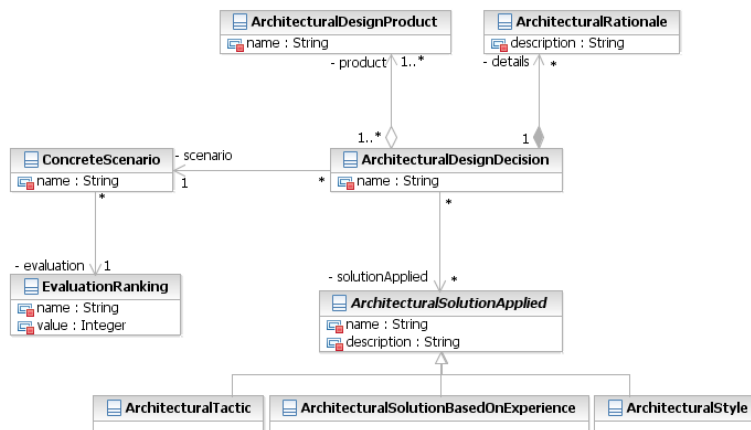 ArchitecturalDesignProduct
name : String
ArchitecturalRationale
description : String
- product
1..*
- details
*
1..*
1
ConcreteScenario
name : String
- scenario
1
*
ArchitecturalDesignDecision
name : String
*
- evaluation
1
*
- solutionApplied
*
EvaluationRanking
name : String
value : Integer
ArchitecturalSolutionApplied
name : String
description : String
ArchitecturalTactic
ArchitecturalSolutionBasedOnExperience
ArchitecturalStyle